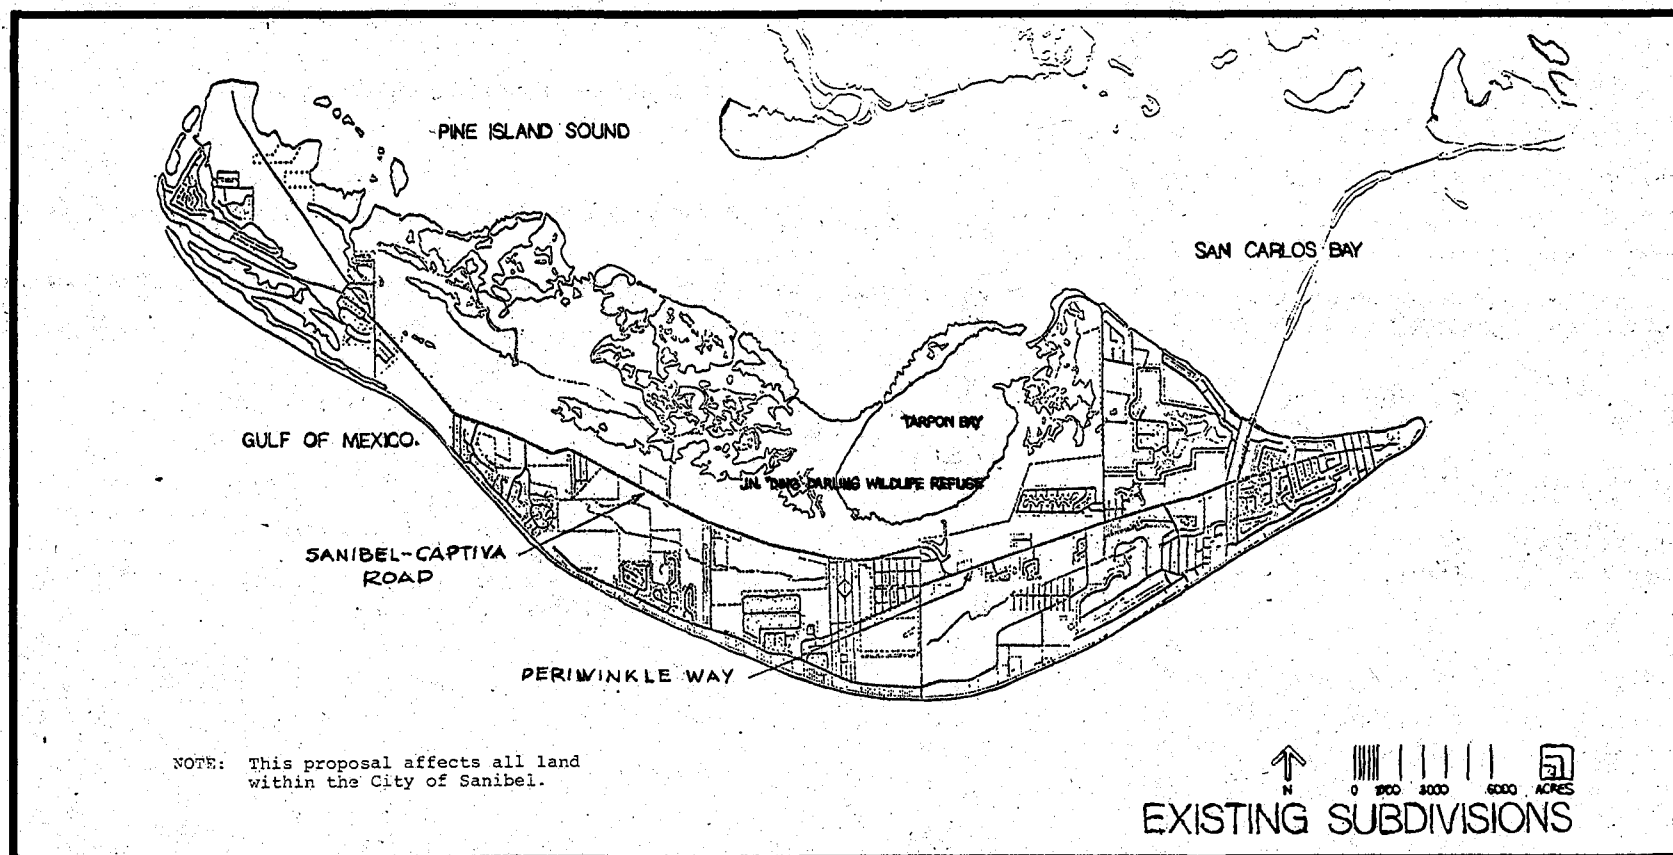 PINE ISLAND SOUND
SAN CARLOS BAY
TARPON BAY
GULF OF MEXICO.
J.N. "DING" DARLING WILDLIFE REFUGE
SANIBEL-CAPTIVA
ROAD
PERIWINKLE WAY
NOTE: This proposal affects all land
within the City of Sanibel.
N 0 1000 3000 6000 ACRES
EXISTING SUBDIVISIONS